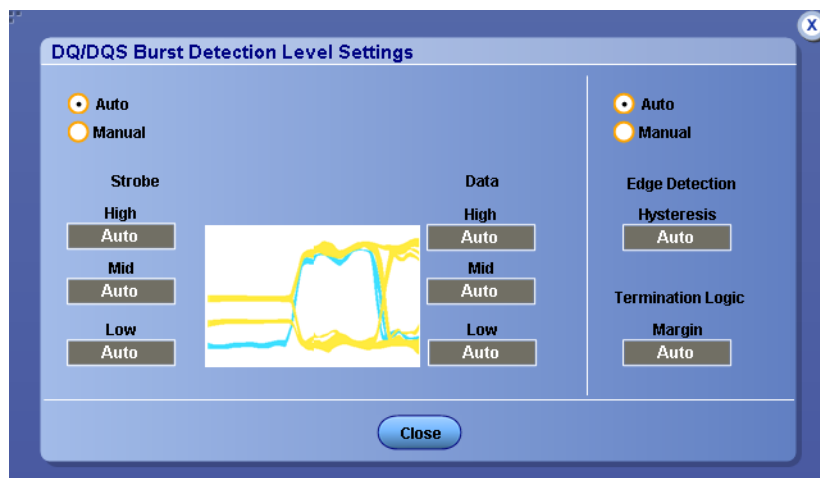 X
DQ/DQS Burst Detection Level Settings
Auto
Manual
Strobe
High
Auto
Mid
Auto
Low
Auto
Data
High
Auto
Mid
Auto
Low
Auto
Auto
Manual
Edge Detection
Hysteresis
Auto
Termination Logic
Margin
Auto
Close